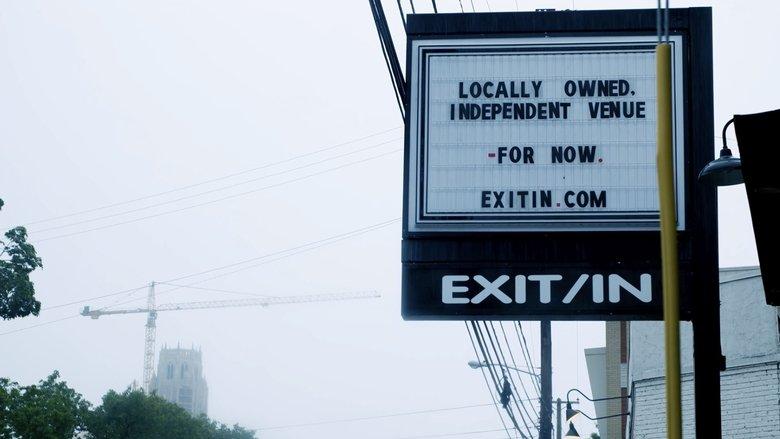 LOCALLY OWNED.
INDEPENDENT VENUE
-FOR NOW.
EXITIN.COM
EXIT/IN